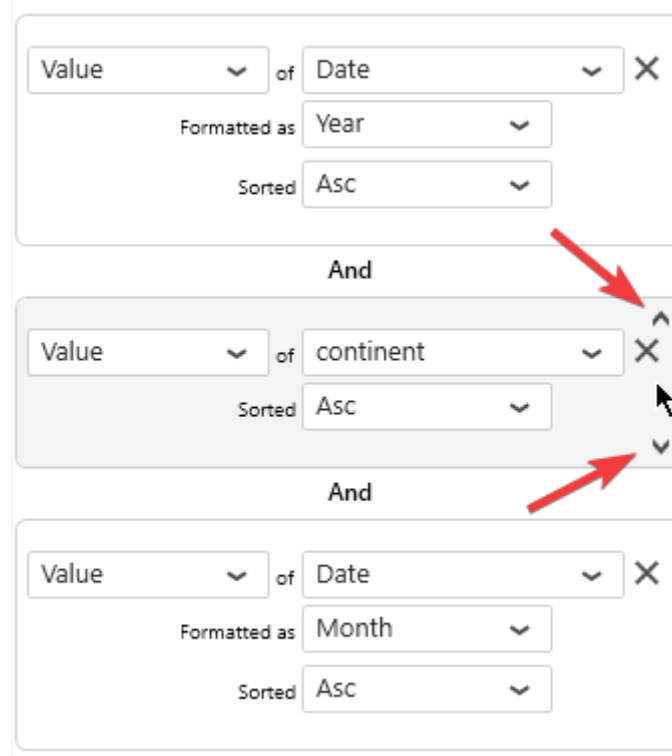 Value of Date
Formatted as Year
Sorted Asc
And
Value of continent
Sorted Asc
And
Value of Date
Formatted as Month
Sorted Asc